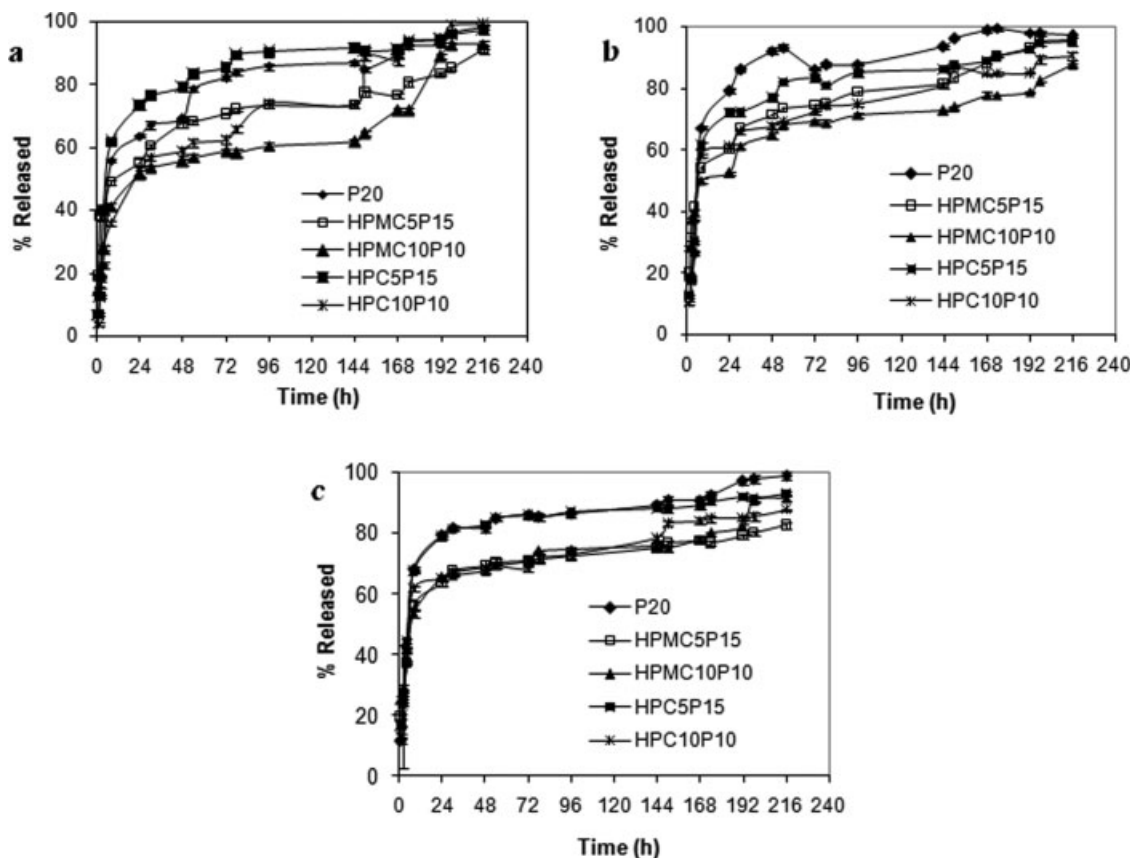 a
% Released
100
80
60
40
20
0
P20
HPMC5P15
HPMC10P10
HPC5P15
HPC10P10
0 24 48 72 96 120 144 168 192 216 240
Time (h)
b
% Released
100
80
60
40
20
0
P20
HPMC5P15
HPMC10P10
HPC5P15
HPC10P10
0 24 48 72 96 120 144 168 192 216 240
Time (h)
c
% Released
100
80
60
40
20
0
P20
HPMC5P15
HPMC10P10
HPC5P15
HPC10P10
0 24 48 72 96 120 144 168 192 216 240
Time (h)